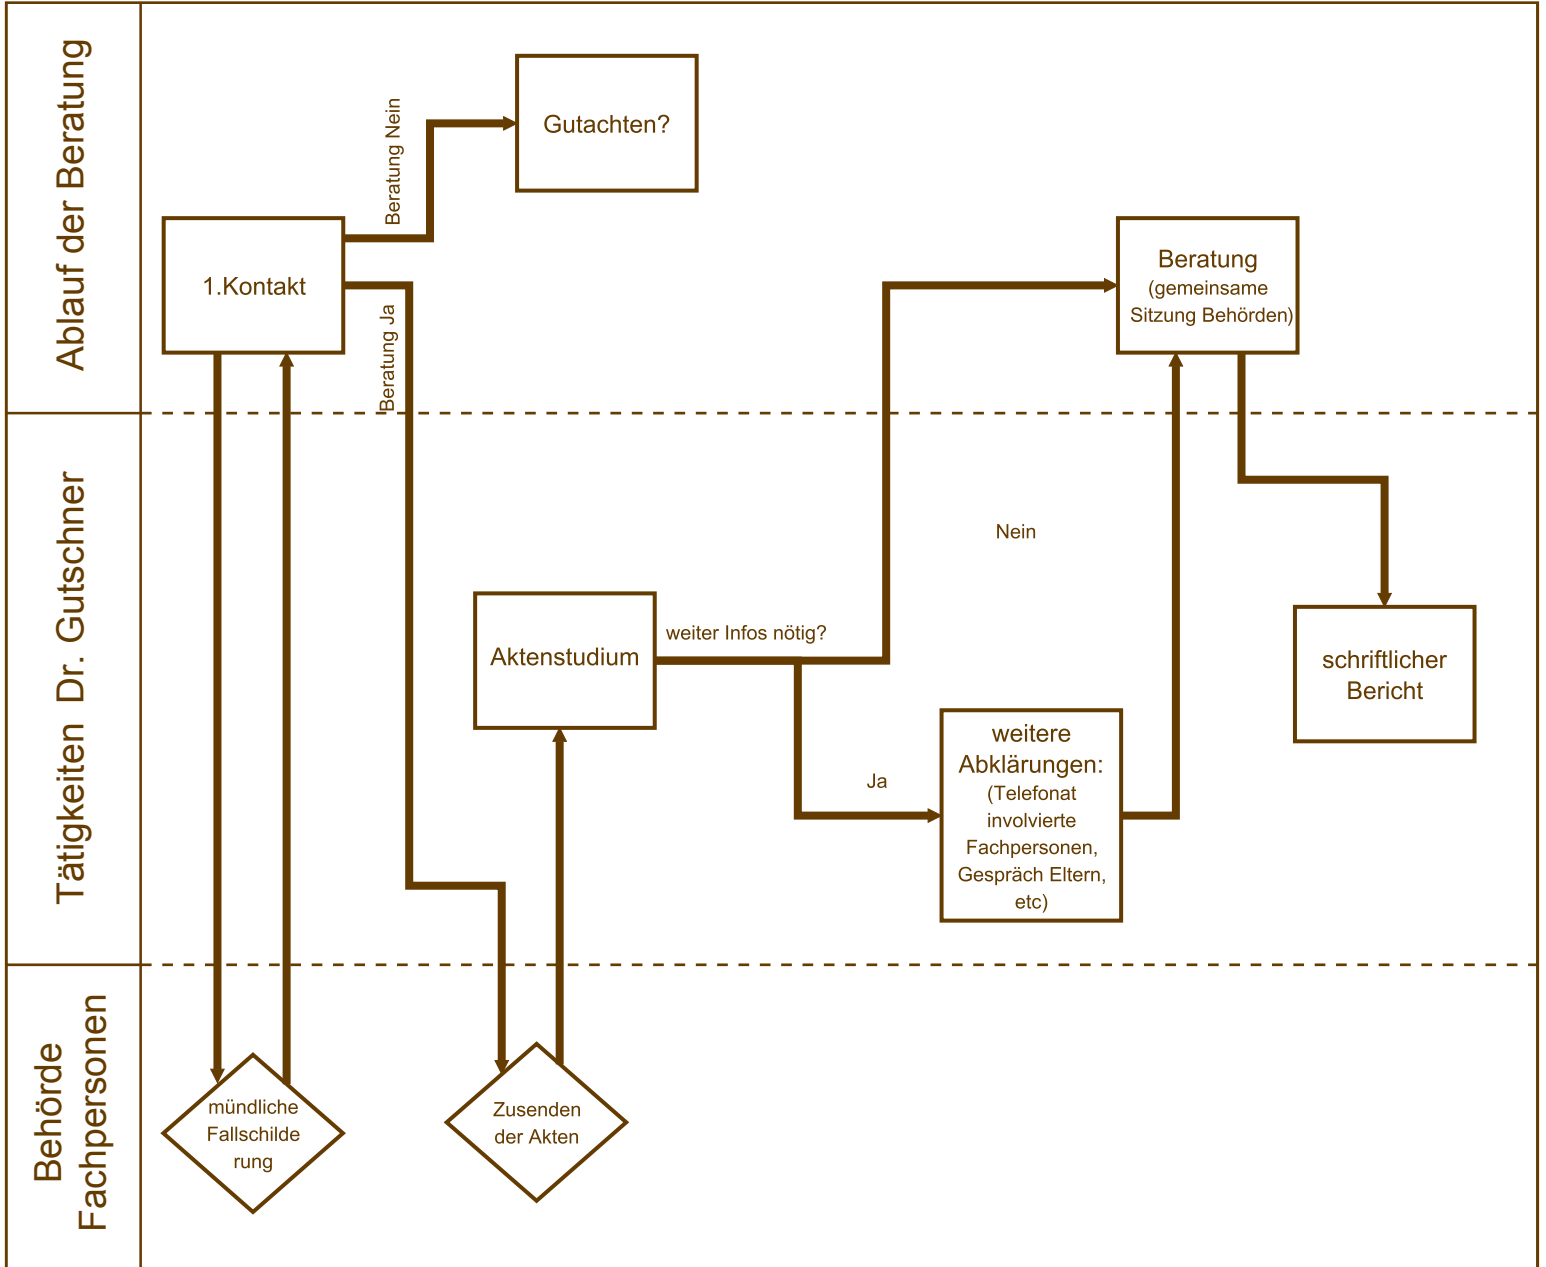 Ablauf der Beratung
Beratung Nein
Gutachten?
1.Kontakt
Beratung Ja
Beratung
(gemeinsame
Sitzung Behörden)
Tätigkeiten Dr. Gutschner
Nein
Aktenstudium
weiter Infos nötig?
schriftlicher
Bericht
Ja
weitere
Abklärungen:
(Telefonat
involvierte
Fachpersonen,
Gespräch Eltern,
etc)
Behörde
Fachpersonen
mündliche
Fallschilde
rung
Zusenden
der Akten